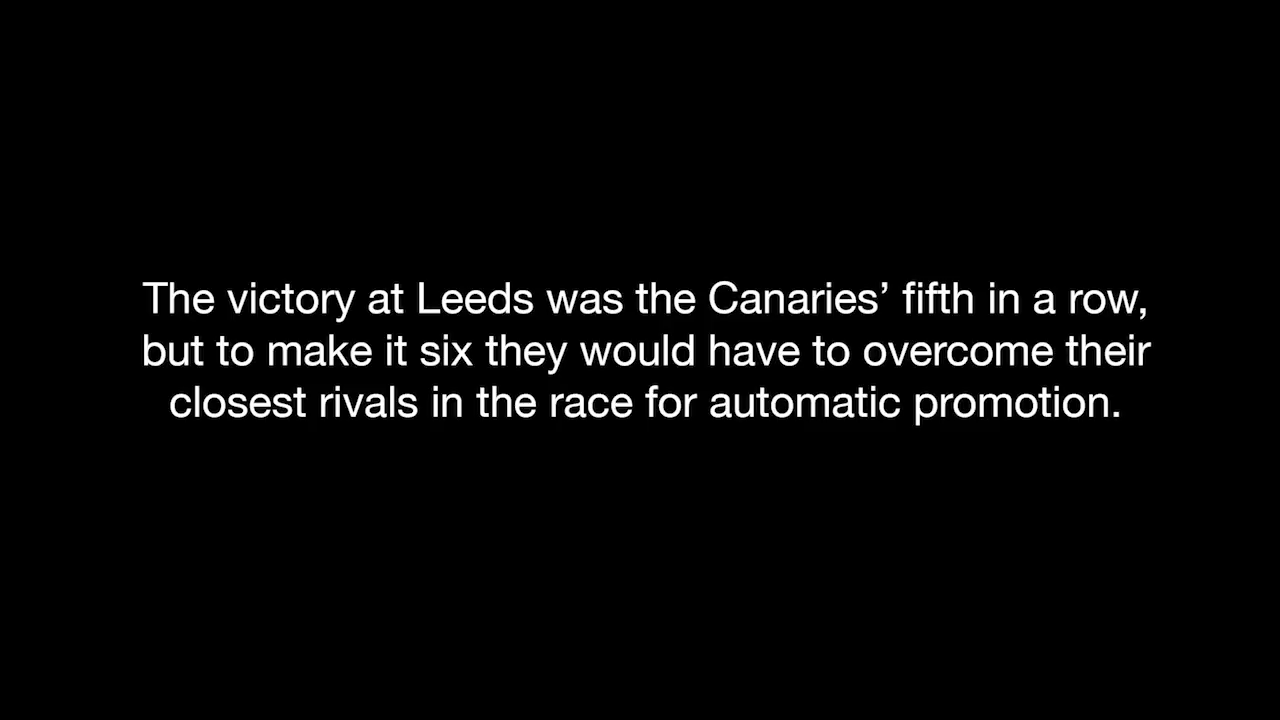 The victory at Leeds was the Canaries’ fifth in a row,
but to make it six they would have to overcome their
closest rivals in the race for automatic promotion.